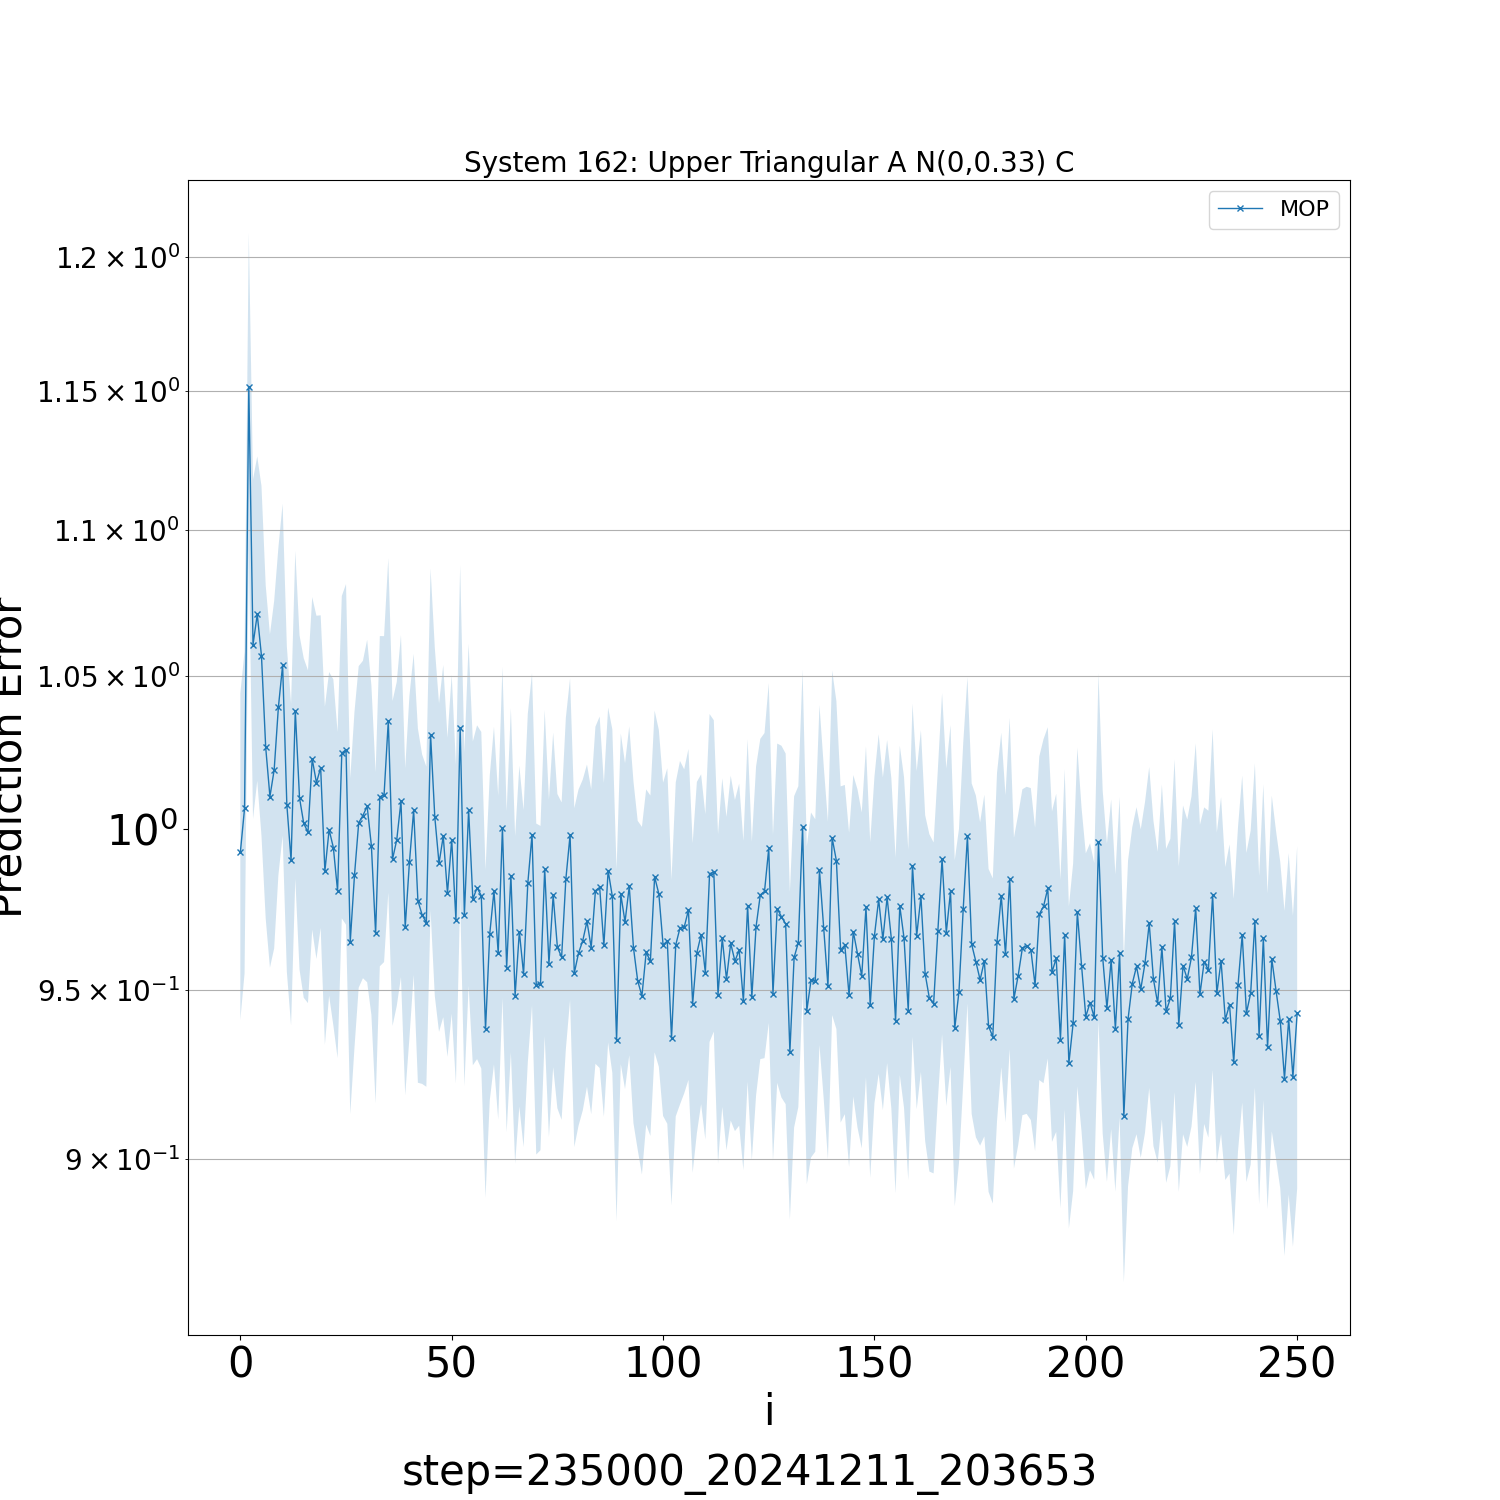 System 162: Upper Triangular A N(0,0.33) C
MOP
1.2 × 10⁰
1.15 × 10⁰
1.1 × 10⁰
1.05 × 10⁰
10⁰
9.5 × 10⁻¹
9 × 10⁻¹
Prediction Error
0 50 100 150 200 250
i
step=235000_20241211_203653